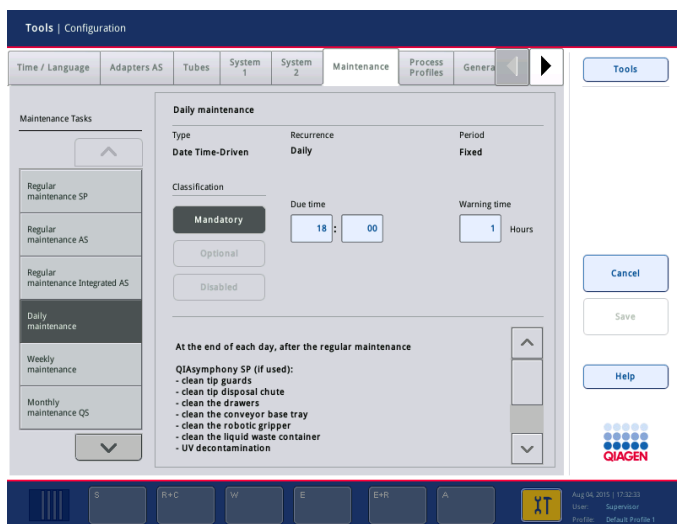 Tools | Configuration
Time / Language
Adapters AS
Tubes
System
1
System
2
Maintenance
Process
Profiles
Genera
Tools
Maintenance Tasks
Regular
maintenance SP
Regular
maintenance AS
Regular
maintenance Integrated AS
Daily
maintenance
Weekly
maintenance
Monthly
maintenance QS
Daily maintenance
Type
Recurrence
Period
Date Time-Driven
Daily
Fixed
Classification
Mandatory
Optional
Disabled
Due time
18 : 00
Warning time
1 Hours
At the end of each day, after the regular maintenance
QIAsymphony SP (if used):
- clean tip guards
- clean tip disposal chute
- clean the drawers
- clean the conveyor base tray
- clean the robotic gripper
- clean the liquid waste container
- UV decontamination
Cancel
Save
Help
QIAGEN
S
R+C
W
E
E+R
A
Aug 04, 2015 | 17:32:33
User: Supervisor
Profile: Default Profile 1